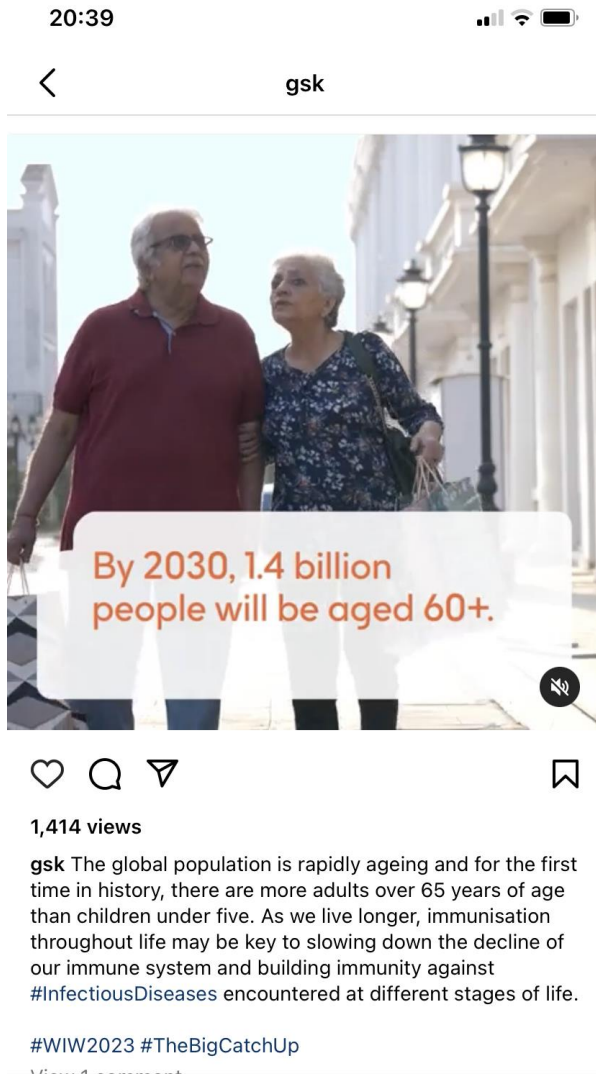 20:39
gsk
By 2030, 1.4 billion
people will be aged 60+.
1,414 views
gsk The global population is rapidly ageing and for the first
time in history, there are more adults over 65 years of age
than children under five. As we live longer, immunisation
throughout life may be key to slowing down the decline of
our immune system and building immunity against
#InfectiousDiseases encountered at different stages of life.
#WIW2023 #TheBigCatchUp
View 1 comment